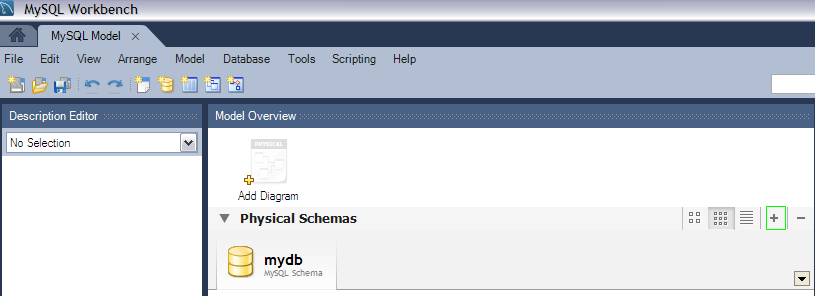 MySQL Workbench
MySQL Model
File Edit View Arrange Model Database Tools Scripting Help
Description Editor
No Selection
Model Overview
PHYSICAL
Add Diagram
Physical Schemas
mydb
MySQL Schema